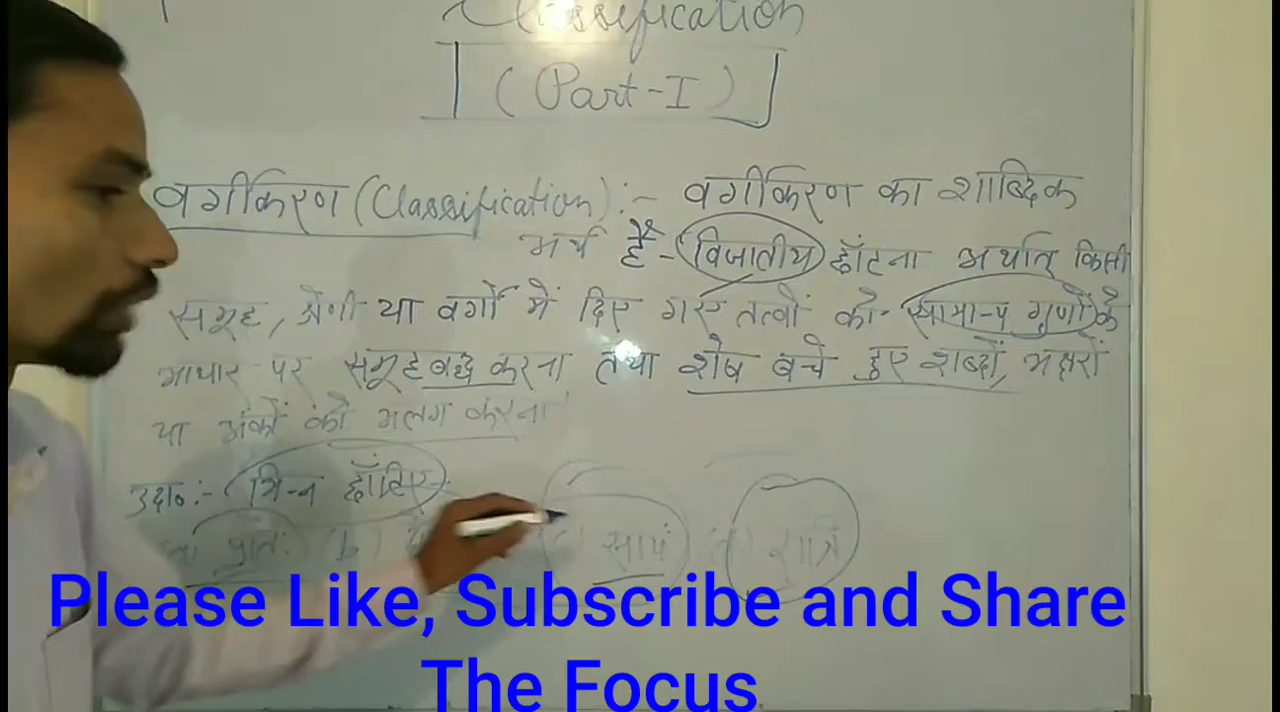 Classification
(Part-I)
वर्गीकरण (Classification) :- वर्गीकरण का शाब्दिक
अर्थ है - विजातीय छाँटना अर्थात् किसी
समूह, श्रेणी या वर्गो में दिए गए तत्वों को सामान्य गुणों के
आधार पर समूहबद्ध करना तथा शेष बचे हुए शब्दों, अक्षरों
या अंकों को अलग करना।
उदा०:- भिन्न छाँटिए:
(a) प्रातः (b) (c) सायं (d) रात्रि
Please Like, Subscribe and Share
The Focus